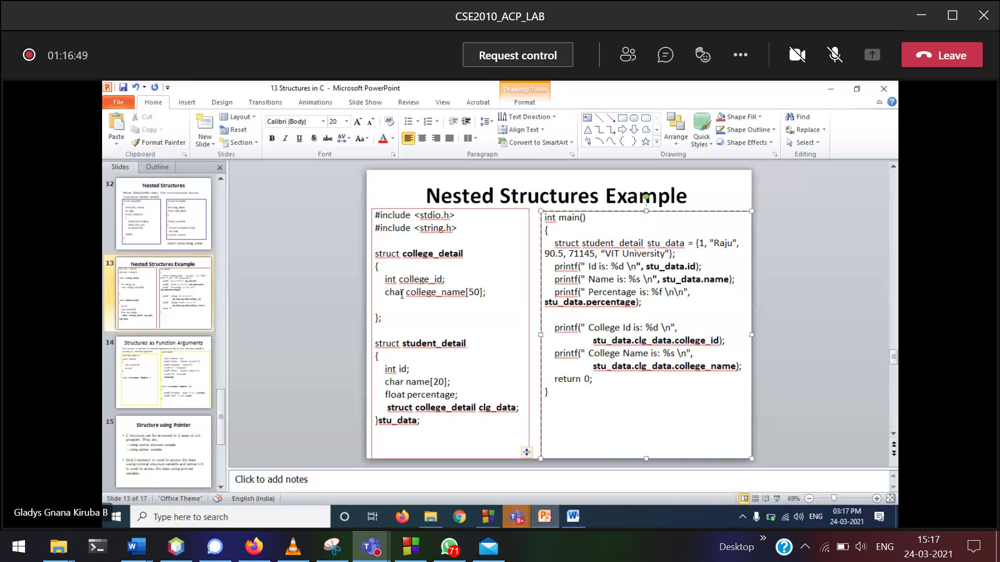 CSE2010_ACP_LAB
01:16:49
Request control
Leave
13 Structures in C - Microsoft PowerPoint
Drawing Tools
File Home Insert Design Transitions Animations Slide Show Review View Acrobat Format
Paste
Cut
Copy
Format Painter
Clipboard
New Slide
Layout
Reset
Section
Slides
Calibri (Body) 20
Font
Text Direction
Align Text
Convert to SmartArt
Paragraph
Arrange
Quick Styles
Shape Fill
Shape Outline
Shape Effects
Drawing
Find
Replace
Select
Editing
Slides Outline
12
Nested Structures
num2.comp.imag_value
13
Nested Structures Example
14
Structures as Function Arguments
15
Structure using Pointer
• C structure can be accessed in 2 ways in a C
program. They are,
– Using normal structure variable
– Using pointer variable
• Dot(.) operator is used to access the data
using normal structure variable and arrow (->)
is used to access the data using pointer
variable.
Nested Structures Example
#include <stdio.h>
#include <string.h>
struct college_detail
{
int college_id;
char college_name[50];
};
struct student_detail
{
int id;
char name[20];
float percentage;
struct college_detail clg_data;
}stu_data;
int main()
{
struct student_detail stu_data = {1, "Raju",
90.5, 71145, “VIT University"};
printf(" Id is: %d \n", stu_data.id);
printf(" Name is: %s \n", stu_data.name);
printf(" Percentage is: %f \n\n",
stu_data.percentage);
printf(" College Id is: %d \n",
stu_data.clg_data.college_id);
printf(" College Name is: %s \n",
stu_data.clg_data.college_name);
return 0;
}
Click to add notes
Slide 13 of 17 "Office Theme" English (India) 69%
Gladys Gnana Kiruba B
Type here to search
9+
ENG
03:17 PM
24-03-2021
71
Desktop
ENG
15:17
24-03-2021